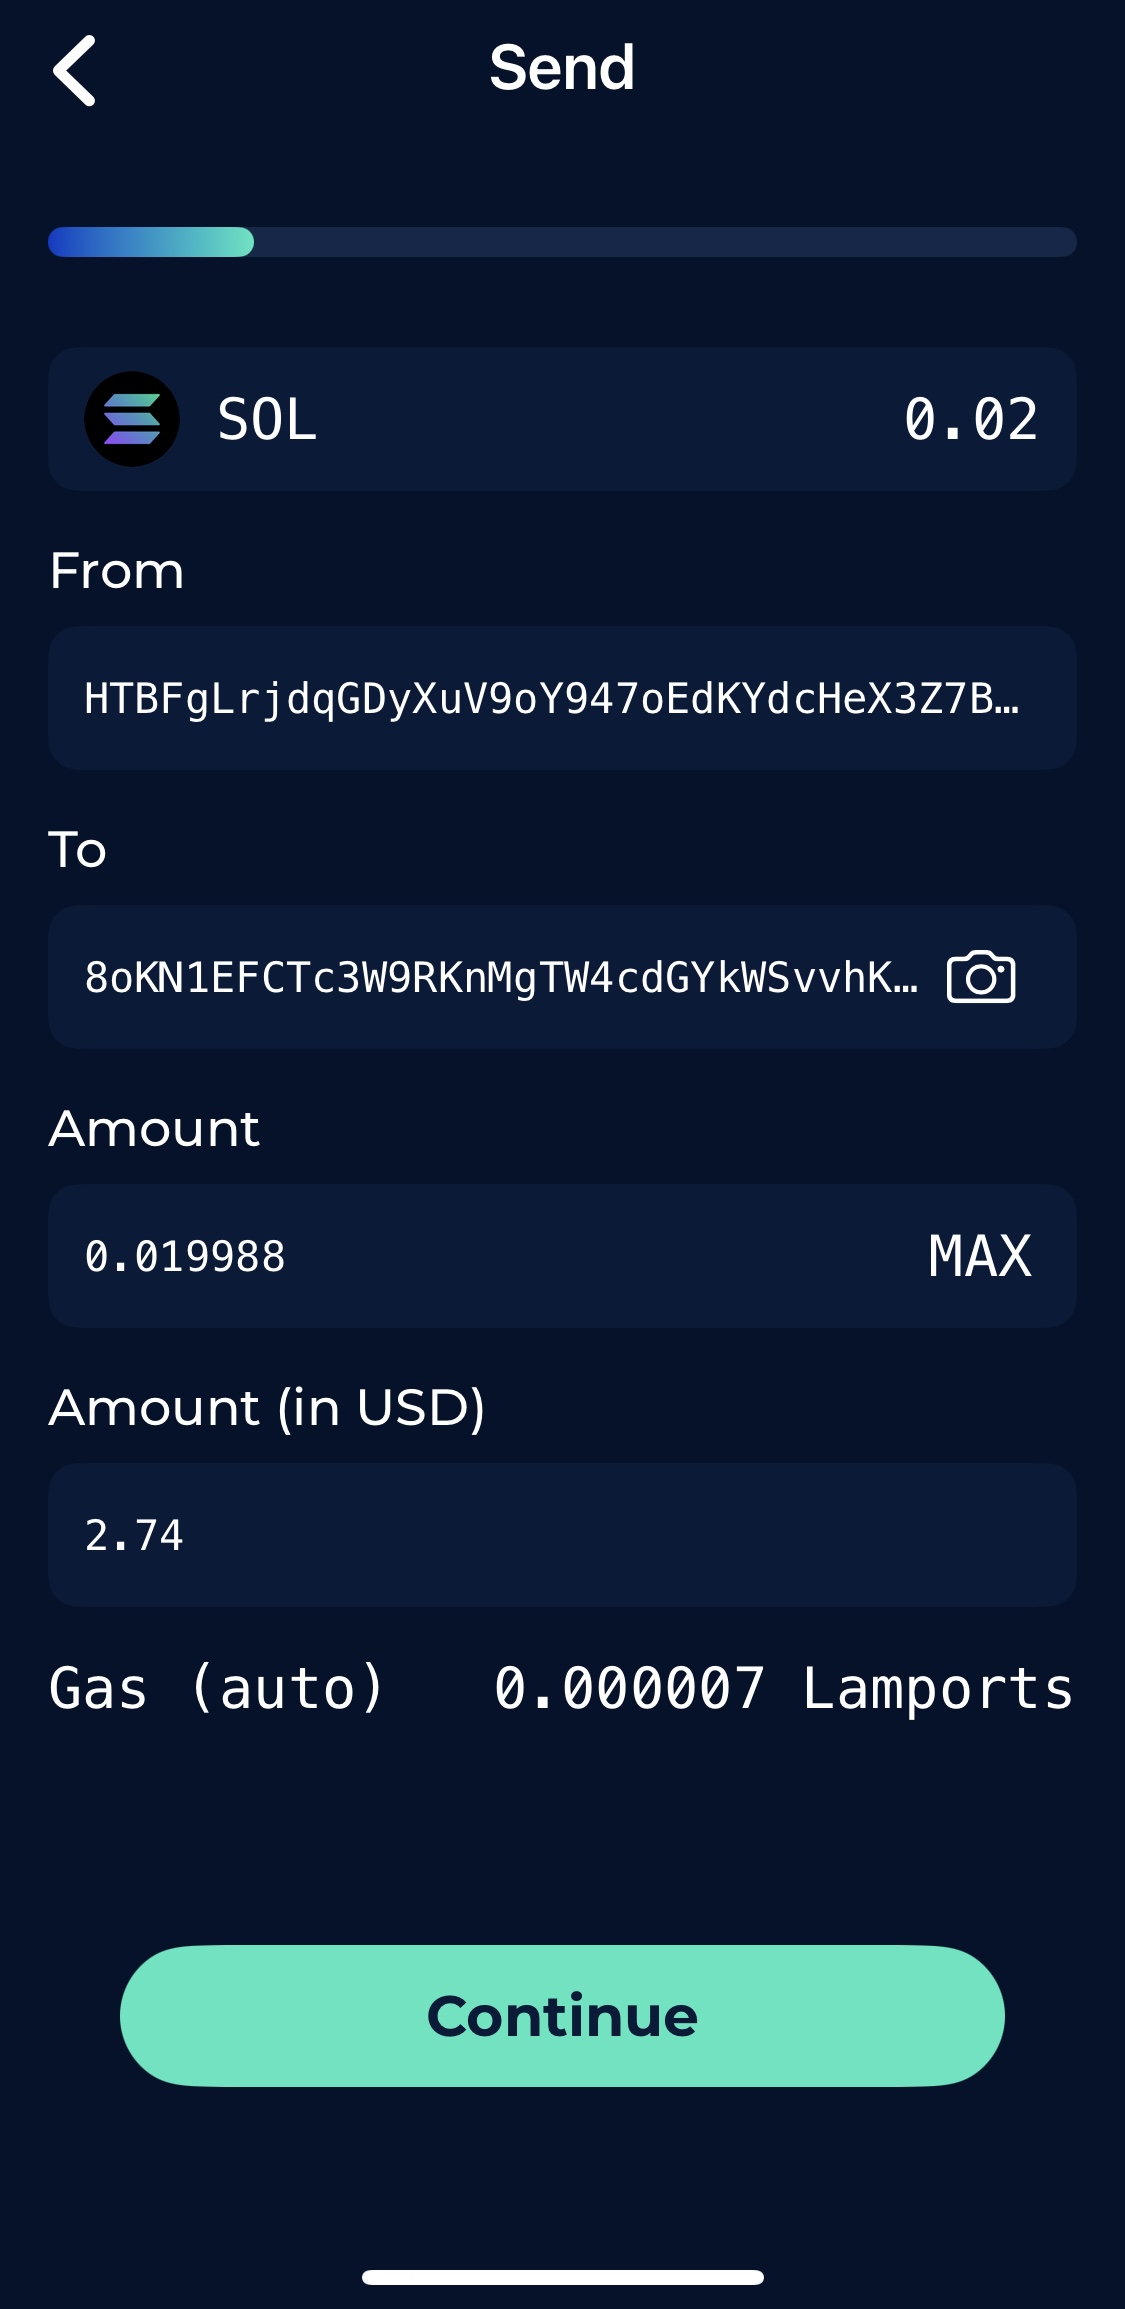 Send
SOL 0.02
From
HTBFgLrjdqGDyXuV9oY947oEdKYdcHeX3Z7B…
To
8oKN1EFCTc3W9RKnMgTW4cdGYkWSvvhK…
Amount
0.019988 MAX
Amount (in USD)
2.74
Gas (auto) 0.000007 Lamports
Continue